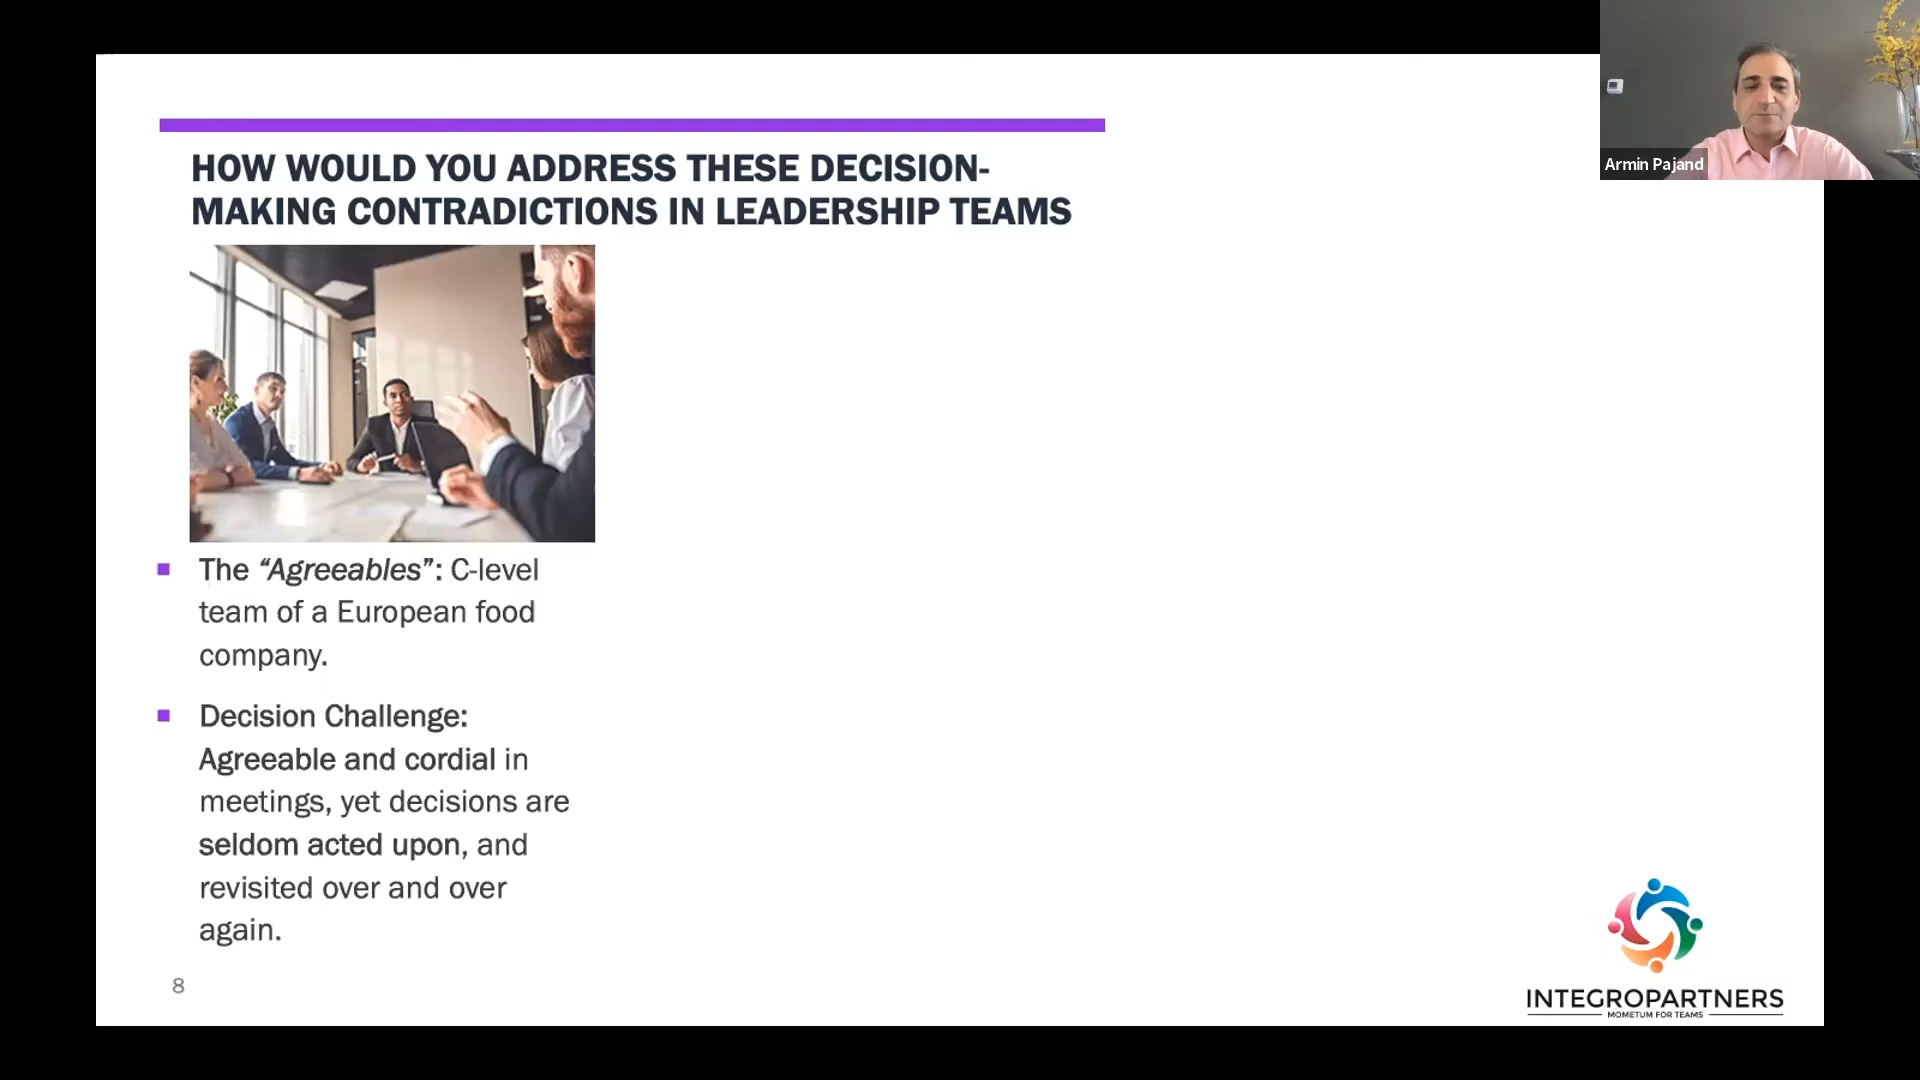 Armin Pajand
HOW WOULD YOU ADDRESS THESE DECISION-
MAKING CONTRADICTIONS IN LEADERSHIP TEAMS
The “Agreeables”: C-level
team of a European food
company.
Decision Challenge:
Agreeable and cordial in
meetings, yet decisions are
seldom acted upon, and
revisited over and over
again.
8
INTEGROPARTNERS
MOMETUM FOR TEAMS